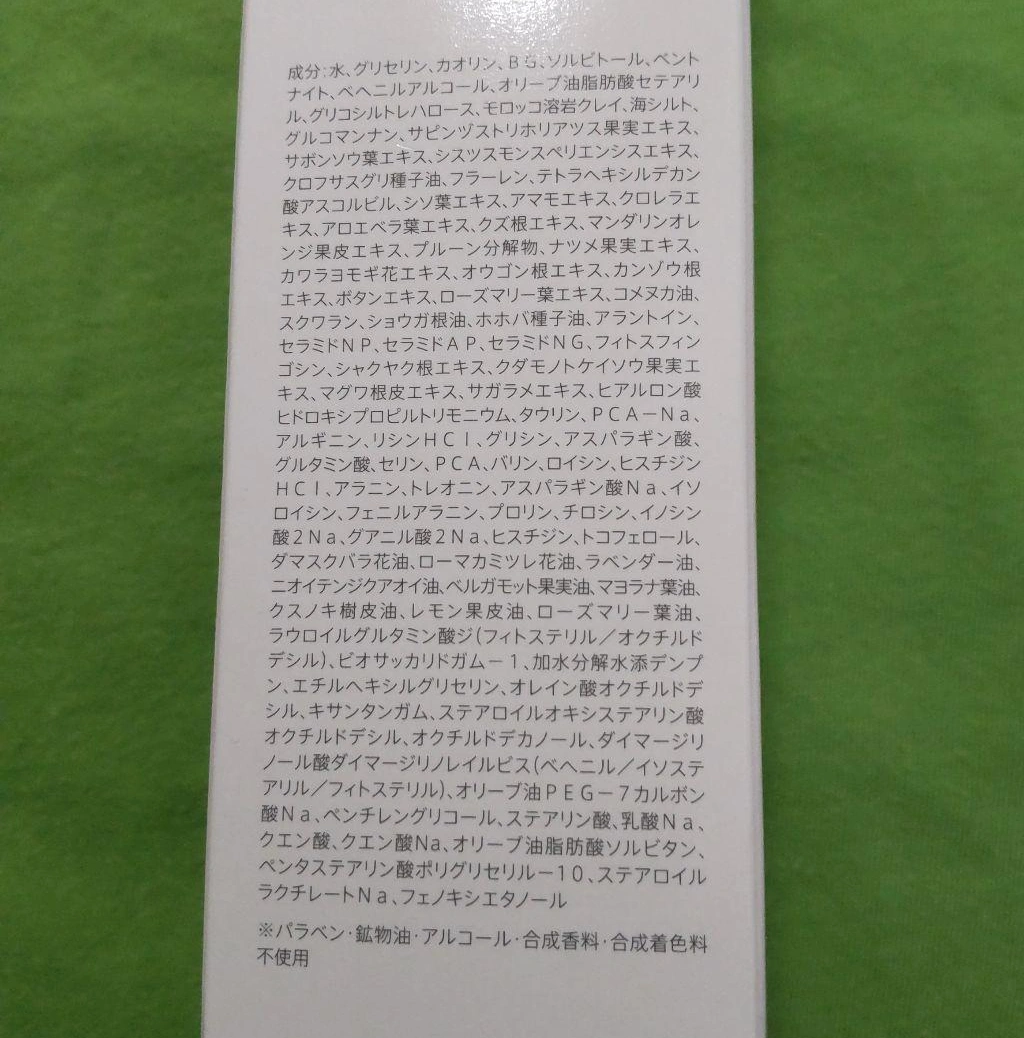 成分:水、グリセリン、カオリン、BG、ソルビトール、ベント
ナイト、ベヘニルアルコール、オリーブ油脂肪酸セテアリ
ル、グリコシルトレハロース、モロッコ溶岩クレイ、海シルト、
グルコマンナン、サピンヅストリホリアツス果実エキス、
サボンソウ葉エキス、シスツスモンスペリエンシスエキス、
クロフサスグリ種子油、フラーレン、テトラヘキシルデカン
酸アスコルビル、シソ葉エキス、アマモエキス、クロレラエ
キス、アロエベラ葉エキス、クズ根エキス、マンダリンオレ
ンジ果皮エキス、プルーン分解物、ナツメ果実エキス、
カワラヨモギ花エキス、オウゴン根エキス、カンゾウ根
エキス、ボタンエキス、ローズマリー葉エキス、コメヌカ油、
スクワラン、ショウガ根油、ホホバ種子油、アラントイン、
セラミドNP、セラミドAP、セラミドNG、フィトスフィン
ゴシン、シャクヤク根エキス、クダモノトケイソウ果実エ
キス、マグワ根皮エキス、サガラメエキス、ヒアルロン酸
ヒドロキシプロピルトリモニウム、タウリン、PCA-Na、
アルギニン、リシンHCl、グリシン、アスパラギン酸、
グルタミン酸、セリン、PCA、バリン、ロイシン、ヒスチジン
HCl、アラニン、トレオニン、アスパラギン酸Na、イソ
ロイシン、フェニルアラニン、プロリン、チロシン、イノシン
酸2Na、グアニル酸2Na、ヒスチジン、トコフェロール、
ダマスクバラ花油、ローマカミツレ花油、ラベンダー油、
ニオイテンジクアオイ油、ベルガモット果実油、マヨラナ葉油、
クスノキ樹皮油、レモン果皮油、ローズマリー葉油、
ラウロイルグルタミン酸ジ(フィトステリル/オクチルド
デシル)、ビオサッカリドガム-1、加水分解水添デンプ
ン、エチルヘキシルグリセリン、オレイン酸オクチルドデ
シル、キサンタンガム、ステアロイルオキシステアリン酸
オクチルドデシル、オクチルドデカノール、ダイマージリ
ノール酸ダイマージリノレイルビス(ベヘニル/イソステ
アリル/フィトステリル)、オリーブ油PEG-7カルボン
酸Na、ペンチレングリコール、ステアリン酸、乳酸Na、
クエン酸、クエン酸Na、オリーブ油脂肪酸ソルビタン、
ペンタステアリン酸ポリグリセリル-10、ステアロイル
ラクチレートNa、フェノキシエタノール
※パラベン・鉱物油・アルコール・合成香料・合成着色料
不使用